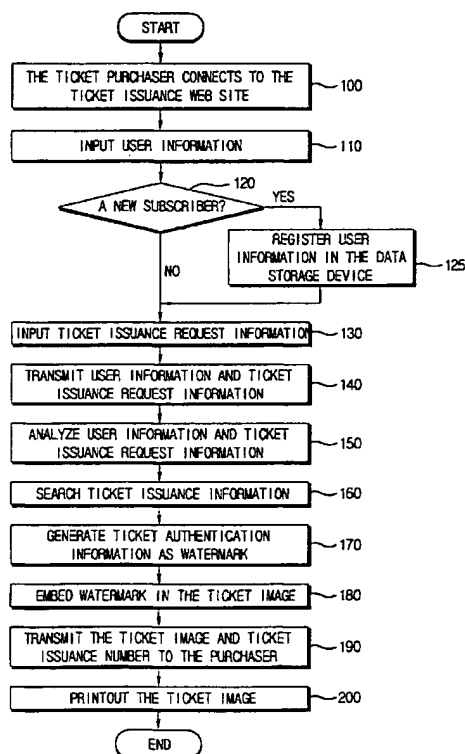 START
THE TICKET PURCHASER CONNECTS TO THE
TICKET ISSUANCE WEB SITE
100
INPUT USER INFORMATION
110
120
A NEW SUBSCRIBER?
YES
REGISTER USER
INFORMATION IN THE DATA
STORAGE DEVICE
125
NO
INPUT TICKET ISSUANCE REQUEST INFORMATION
130
TRANSMIT USER INFORMATION AND TICKET
ISSUANCE REQUEST INFORMATION
140
ANALYZE USER INFORMATION AND TICKET
ISSUANCE REQUEST INFORMATION
150
SEARCH TICKET ISSUANCE INFORMATION
160
GENERATE TICKET AUTHENTICATION
INFORMATION AS WATERMARK
170
EMBED WATERMARK IN THE TICKET IMAGE
180
TRANSMIT THE TICKET IMAGE AND TICKET
ISSUANCE NUMBER TO THE PURCHASER
190
PRINTOUT THE TICKET IMAGE
200
END